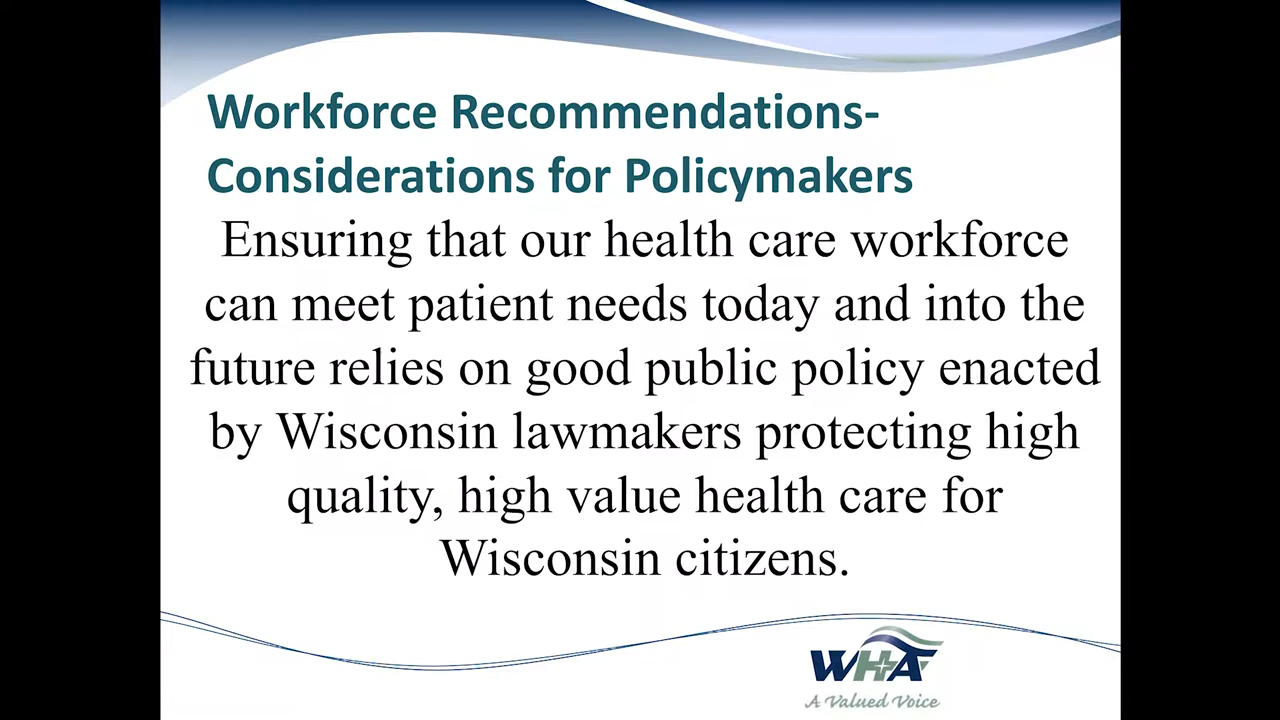 Workforce Recommendations-
Considerations for Policymakers
Ensuring that our health care workforce
can meet patient needs today and into the
future relies on good public policy enacted
by Wisconsin lawmakers protecting high
quality, high value health care for
Wisconsin citizens.
WHA
A Valued Voice